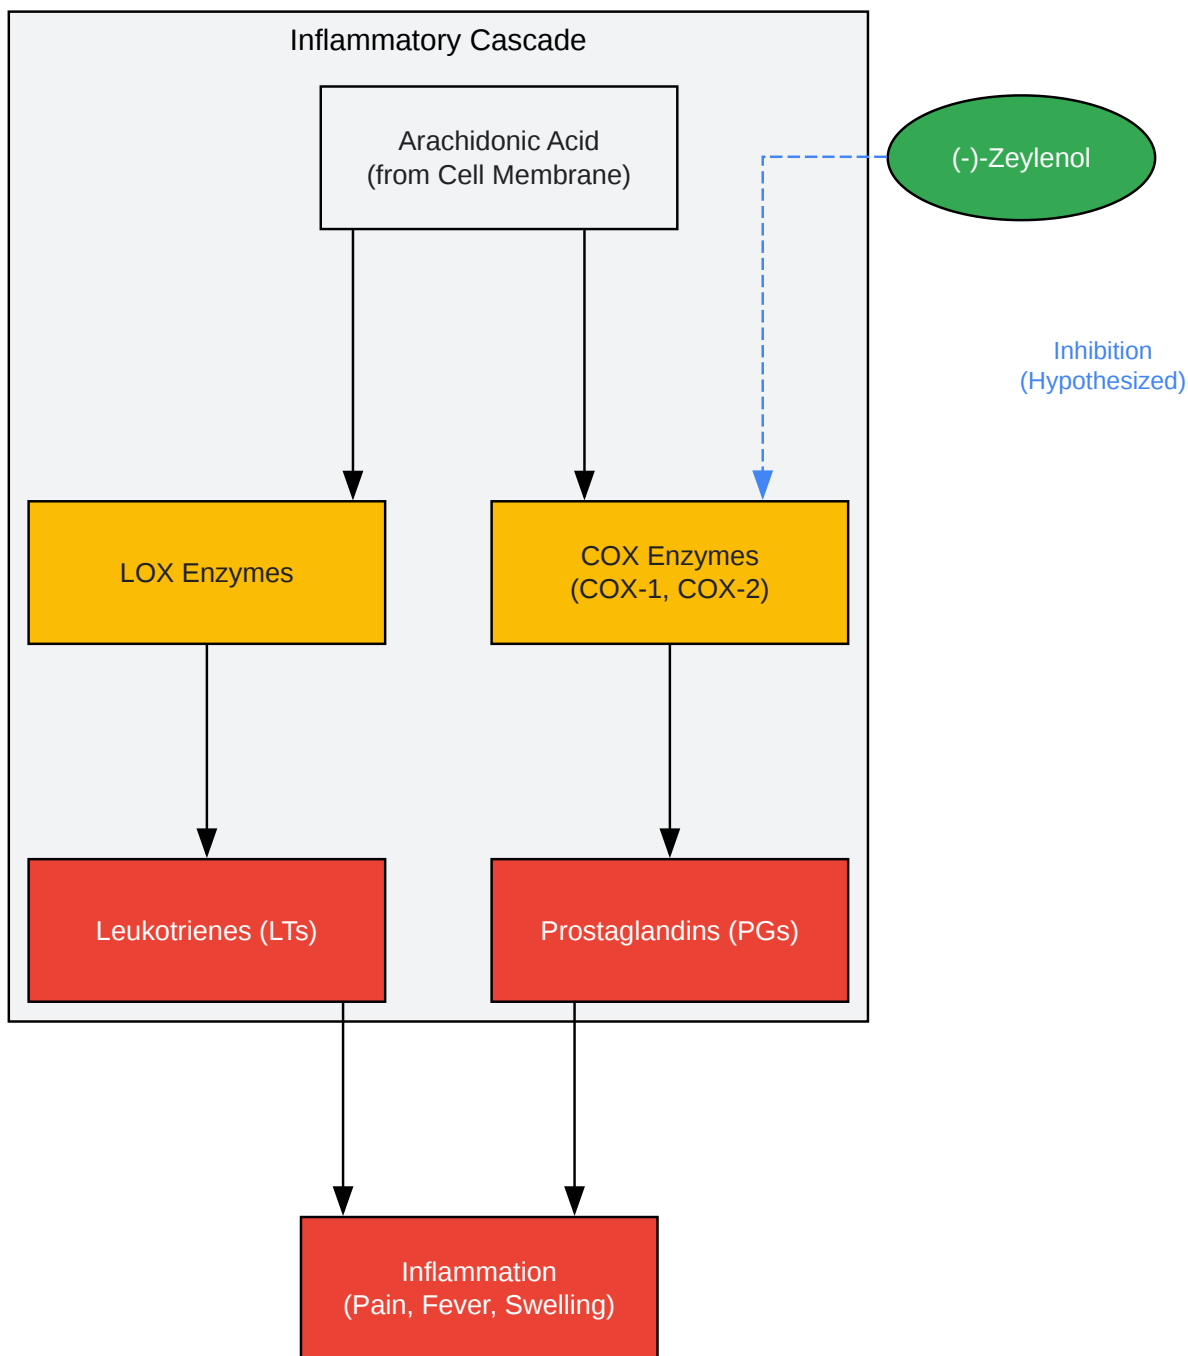 Inflammatory Cascade
Arachidonic Acid
(from Cell Membrane)
(-)-Zeylenol
Inhibition
(Hypothesized)
LOX Enzymes
COX Enzymes
(COX-1, COX-2)
Leukotrienes (LTs)
Prostaglandins (PGs)
Inflammation
(Pain, Fever, Swelling)